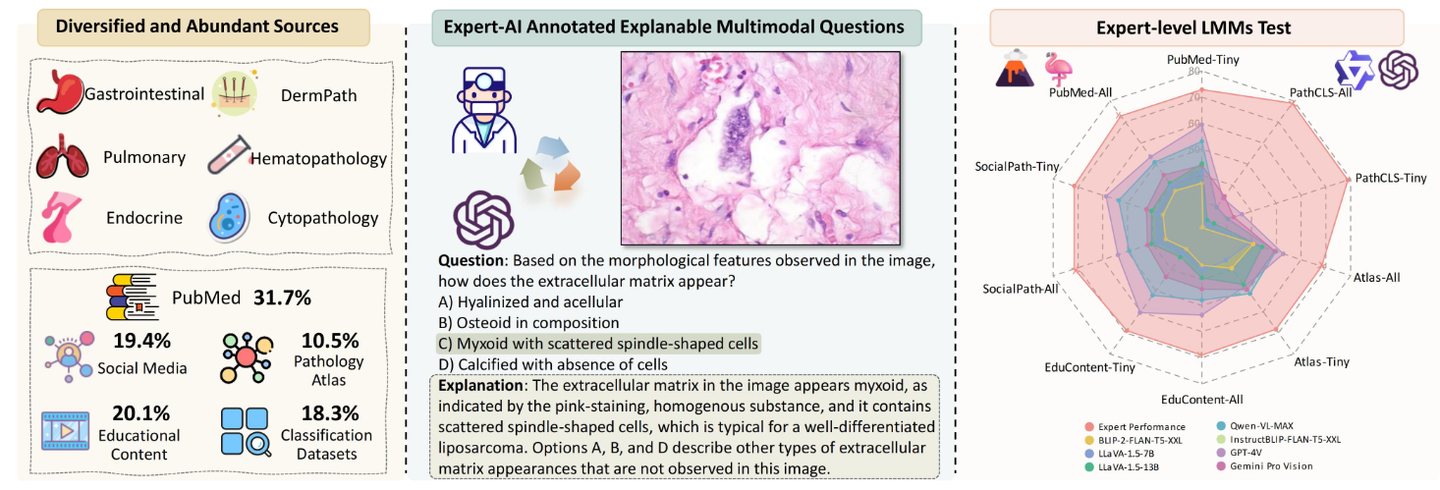 Diversified and Abundant Sources
Gastrointestinal
DermPath
Pulmonary
Hematopathology
Endocrine
Cytopathology
PubMed 31.7%
19.4%
Social Media
10.5%
Pathology
Atlas
20.1%
Educational
Content
18.3%
Classification
Datasets
Expert-AI Annotated Explanable Multimodal Questions
Question: Based on the morphological features observed in the image,
how does the extracellular matrix appear?
A) Hyalinized and acellular
B) Osteoid in composition
C) Myxoid with scattered spindle-shaped cells
D) Calcified with absence of cells
Explanation: The extracellular matrix in the image appears myxoid, as
indicated by the pink-staining, homogenous substance, and it contains
scattered spindle-shaped cells, which is typical for a well-differentiated
liposarcoma. Options A, B, and D describe other types of extracellular
matrix appearances that are not observed in this image.
Expert-level LMMs Test
PubMed-Tiny
80
PubMed-All
PathCLS-All
70
60
SocialPath-Tiny
PathCLS-Tiny
SocialPath-All
Atlas-All
EduContent-Tiny
Atlas-Tiny
EduContent-All
Expert Performance
BLIP-2-FLAN-T5-XXL
LLaVA-1.5-7B
LLaVA-1.5-13B
Qwen-VL-MAX
InstructBLIP-FLAN-T5-XXL
GPT-4V
Gemini Pro Vision